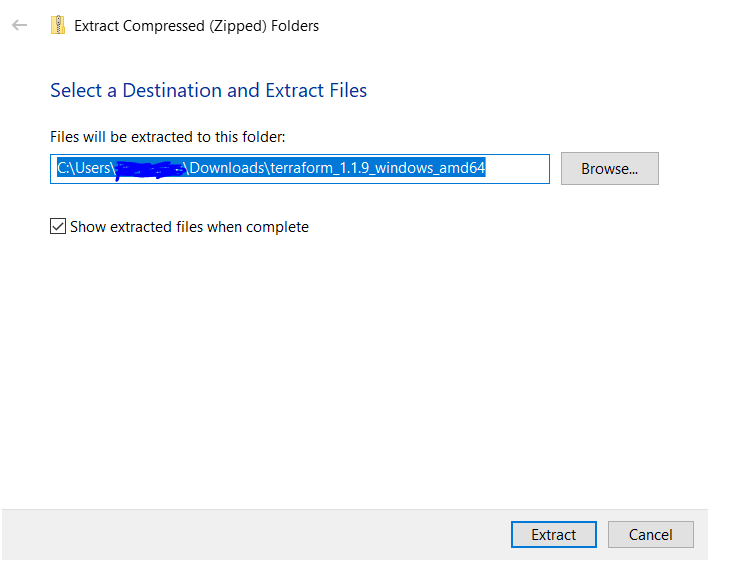 Extract Compressed (Zipped) Folders
Select a Destination and Extract Files
Files will be extracted to this folder:
C:\Users\ \Downloads\terraform_1.1.9_windows_amd64
Browse...
Show extracted files when complete
Extract Cancel